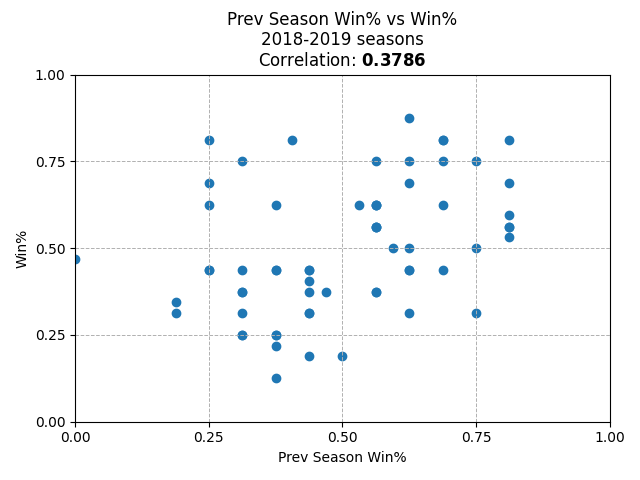 Prev Season Win% vs Win%
2018-2019 seasons
Correlation: 0.3786
1.00
0.75
0.50
0.25
0.00
Win%
0.00 0.25 0.50 0.75 1.00
Prev Season Win%